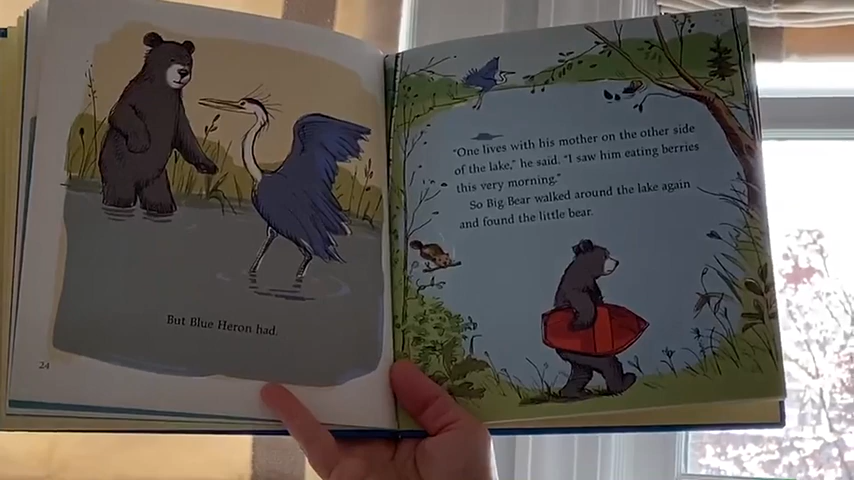 But Blue Heron had.
24
"One lives with his mother on the other side
of the lake," he said. "I saw him eating berries
this very morning."
So Big Bear walked around the lake again
and found the little bear.